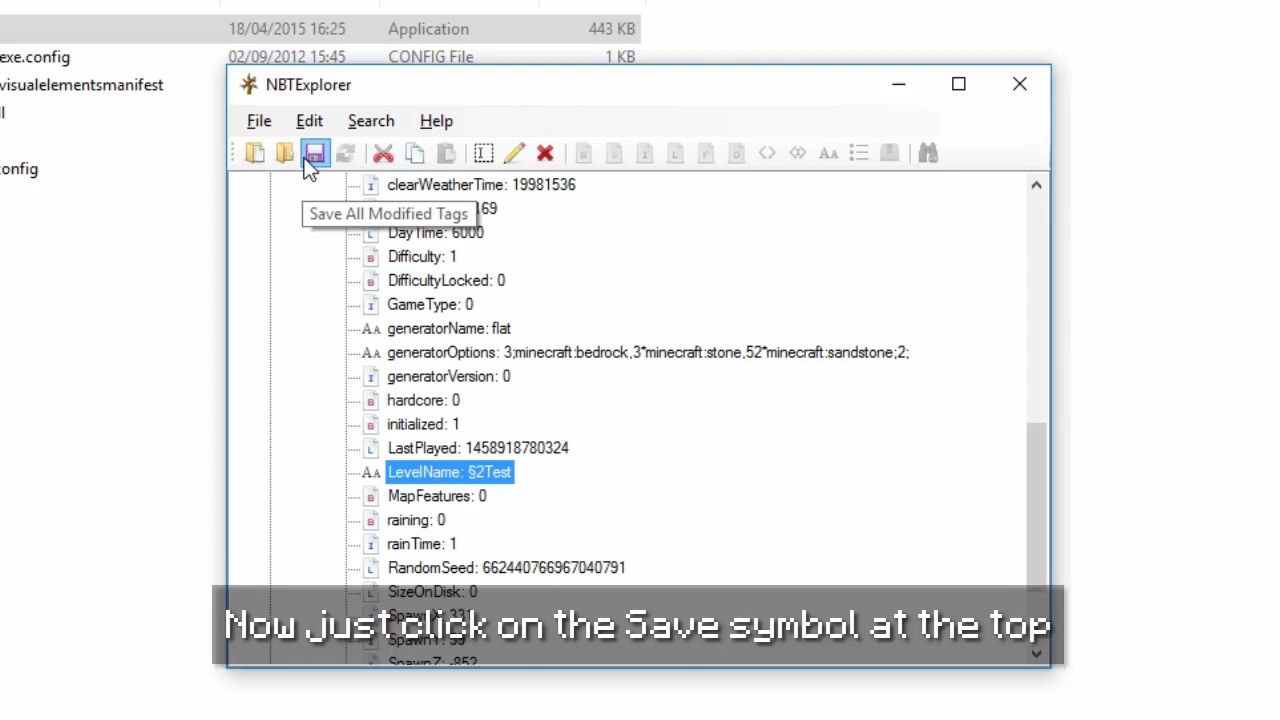 18/04/2015 16:25 Application 443 KB
exe.config 02/09/2012 15:45 CONFIG File 1 KB
visualelementsmanifest
config
NBTExplorer
File Edit Search Help
clearWeatherTime: 19981536
Save All Modified Tags
DayTime: 6000
Difficulty: 1
DifficultyLocked: 0
GameType: 0
generatorName: flat
generatorOptions: 3;minecraft:bedrock,3*minecraft:stone,52*minecraft:sandstone;2;
generatorVersion: 0
hardcore: 0
initialized: 1
LastPlayed: 1458918780324
LevelName: §2Test
MapFeatures: 0
raining: 0
rainTime: 1
RandomSeed: 662440766967040791
SizeOnDisk: 0
Now just click on the Save symbol at the top
SpawnZ: -852